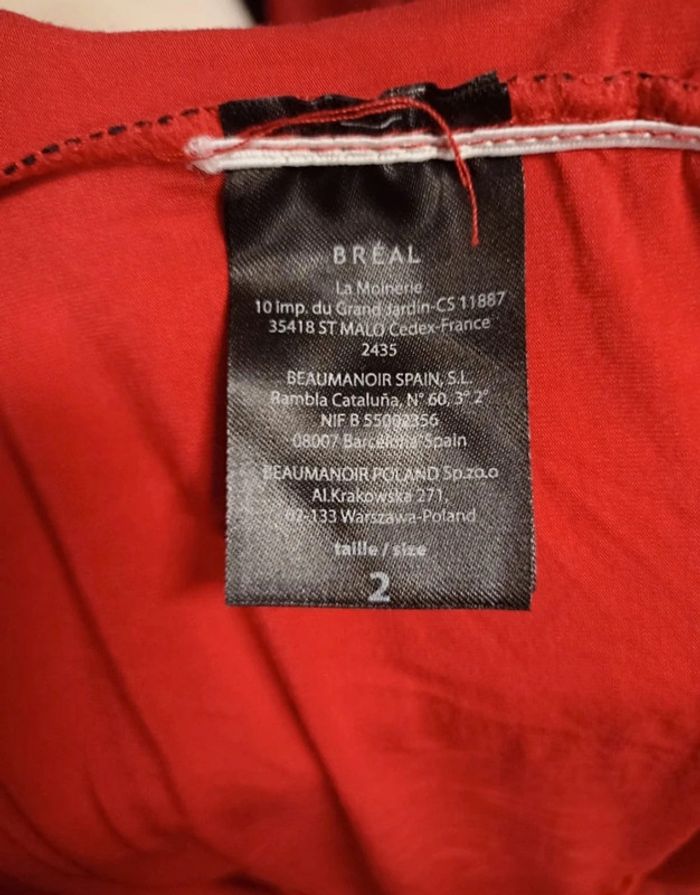 BRÉAL
La Moinerie
10 imp. du Grand Jardin-CS 11887
35418 ST MALO Cedex-France
2435
BEAUMANOIR SPAIN, S.L.
Rambla Cataluña, N° 60, 3° 2°
NIF B 55002356
08007 Barcelona Spain
BEAUMANOIR POLAND Sp.zo.o
Al.Krakowska 271,
02-133 Warszawa-Poland
taille / size
2